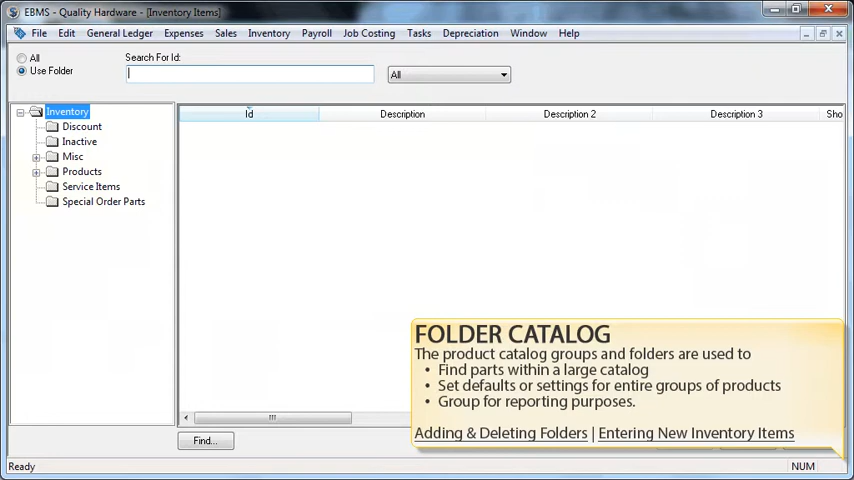 EBMS - Quality Hardware - [Inventory Items]
File Edit General Ledger Expenses Sales Inventory Payroll Job Costing Tasks Depreciation Window Help
All
Use Folder
Search For Id:
All
Inventory
Discount
Inactive
Misc
Products
Service Items
Special Order Parts
Id Description Description 2 Description 3 Sho
FOLDER CATALOG
The product catalog groups and folders are used to
• Find parts within a large catalog
• Set defaults or settings for entire groups of products
• Group for reporting purposes.
Adding & Deleting Folders | Entering New Inventory Items
Find...
Ready NUM